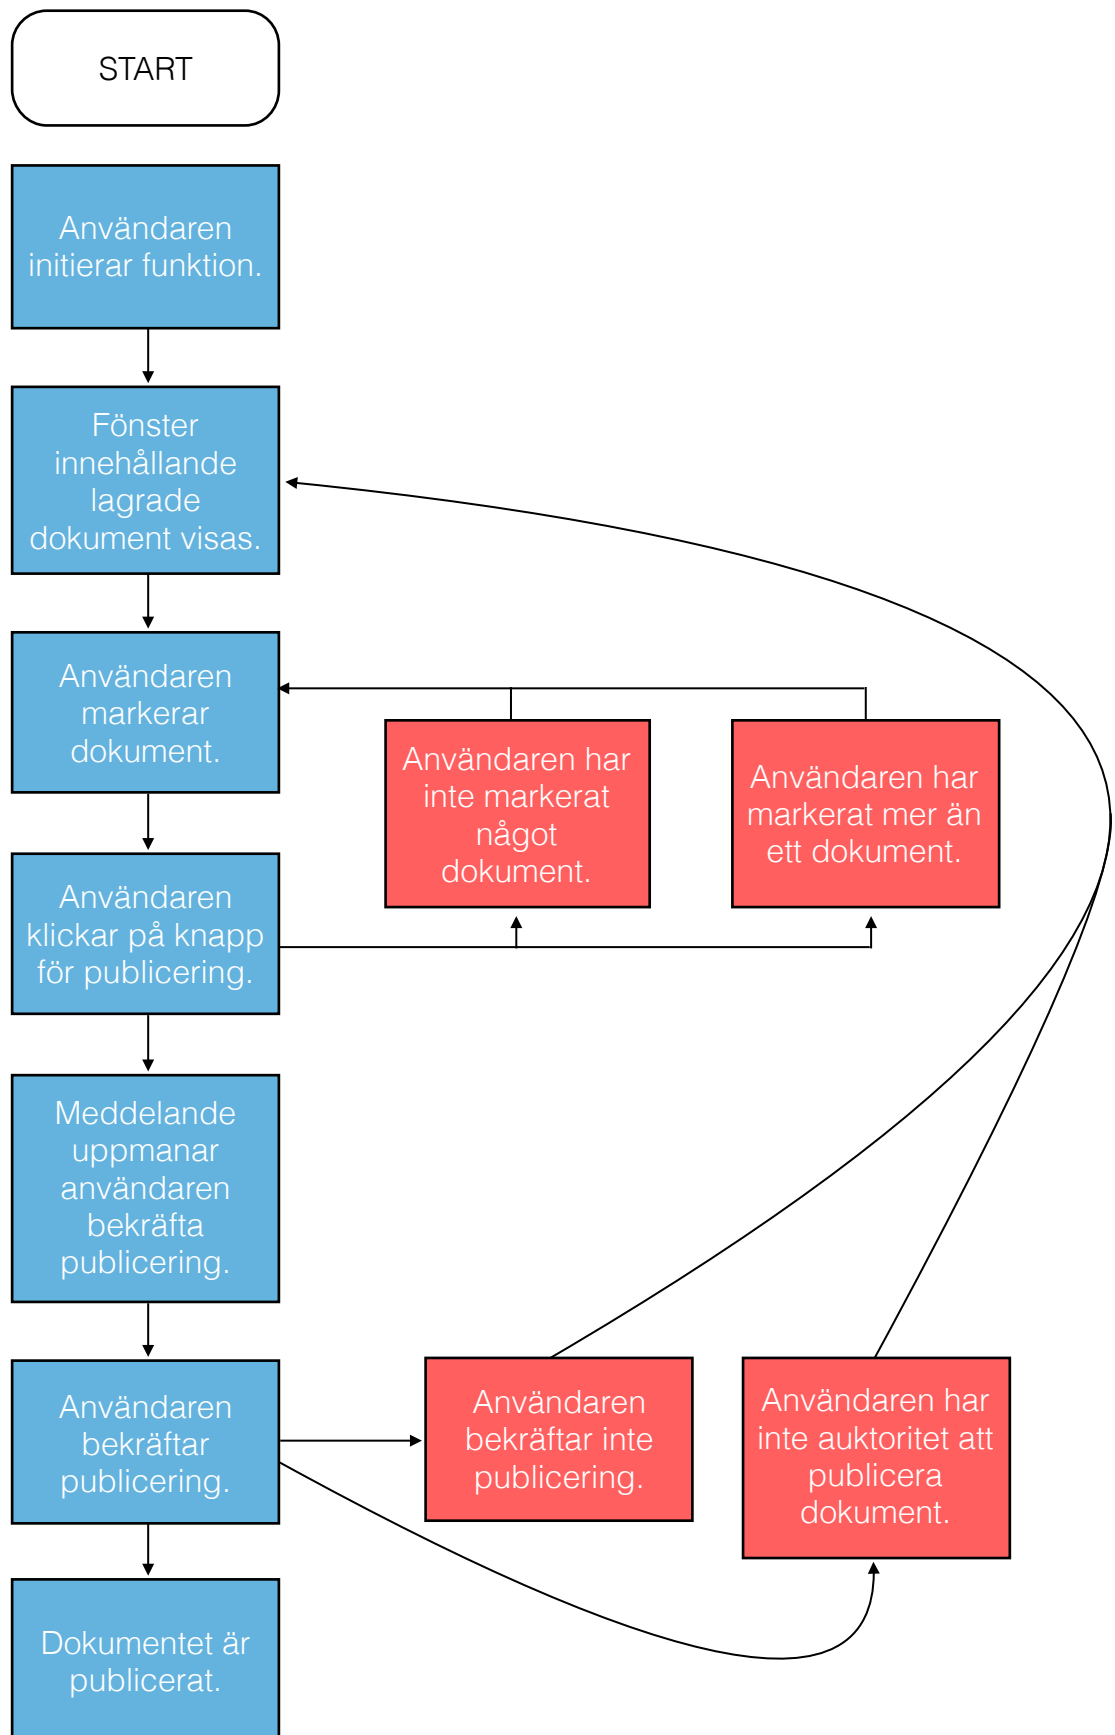 START
Användaren
initierar funktion.
Fönster
innehållande
lagrade
dokument visas.
Användaren
markerar
dokument.
Användaren har
inte markerat
något
dokument.
Användaren har
markerat mer än
ett dokument.
Användaren
klickar på knapp
för publicering.
Meddelande
uppmanar
användaren
bekräfta
publicering.
Användaren
bekräftar
publicering.
Användaren
bekräftar inte
publicering.
Användaren har
inte auktoritet att
publicera
dokument.
Dokumentet är
publicerat.